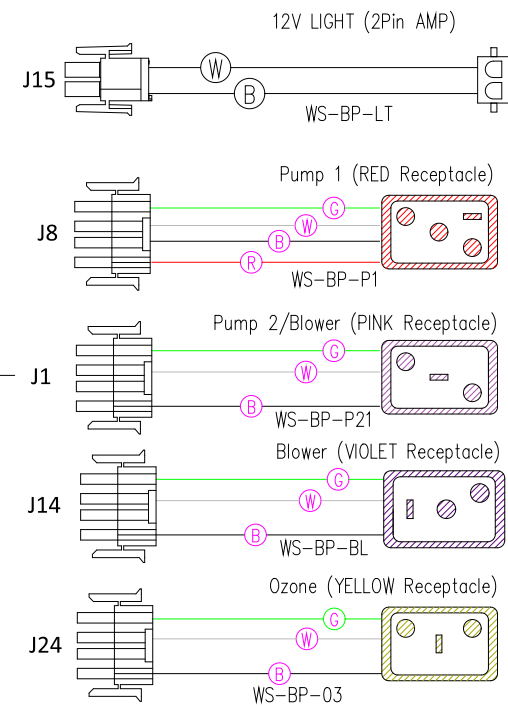 12V LIGHT (2Pin AMP)
J15
W
B
WS-BP-LT
Pump 1 (RED Receptacle)
J8
G
W
B
R
WS-BP-P1
Pump 2/Blower (PINK Receptacle)
J1
G
W
B
WS-BP-P21
Blower (VIOLET Receptacle)
J14
G
W
B
WS-BP-BL
Ozone (YELLOW Receptacle)
J24
G
W
B
WS-BP-03